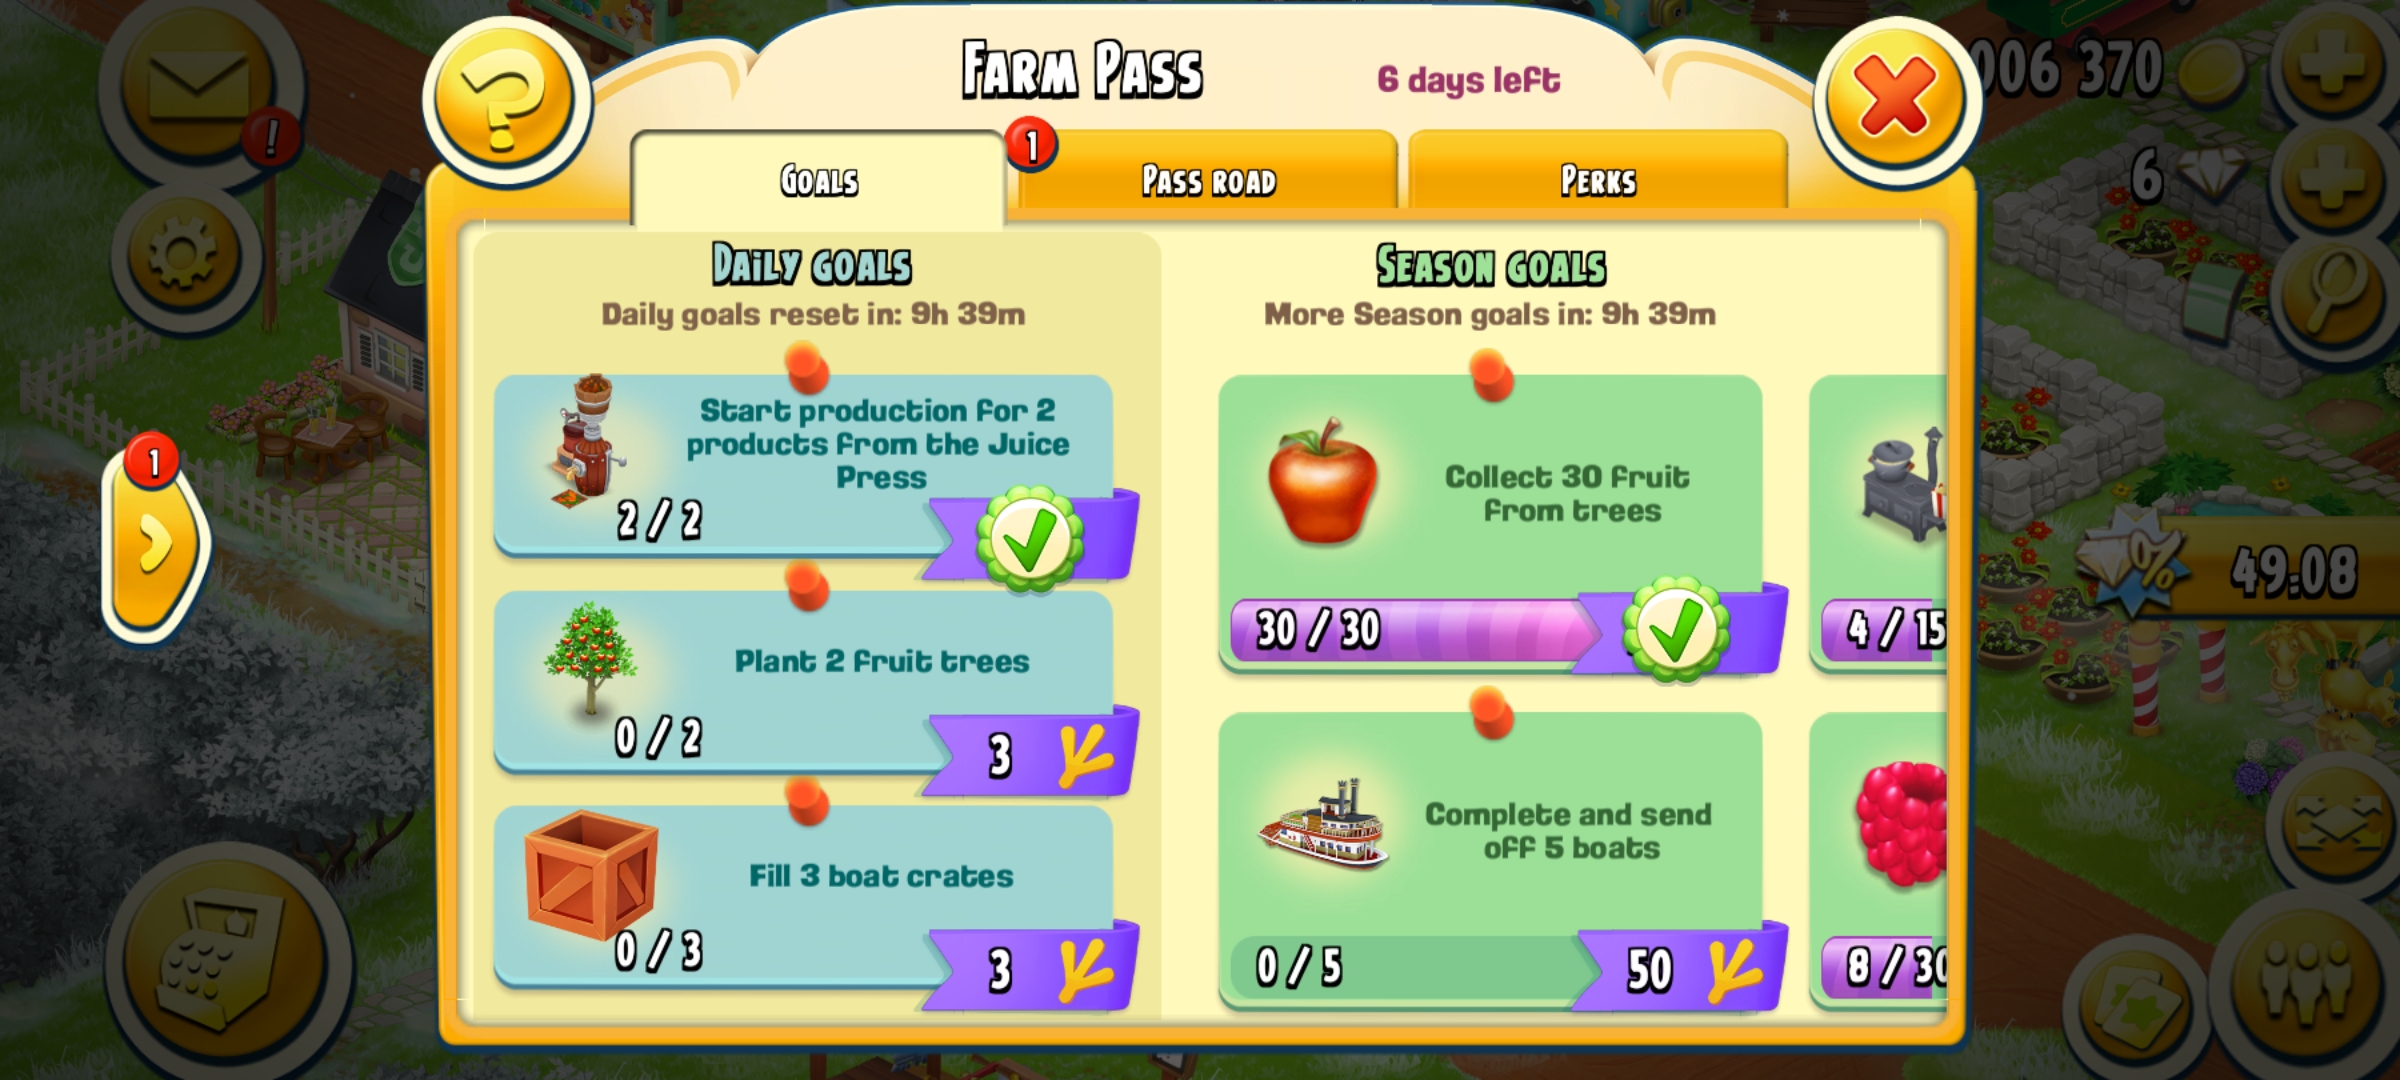 Farm Pass
6 days left
006 370
6
!
1
Goals
1
Pass road
Perks
Daily goals
Daily goals reset in: 9h 39m
Start production for 2
products from the Juice
Press
2 / 2
Plant 2 fruit trees
0 / 2
3
Fill 3 boat crates
0 / 3
3
Season goals
More Season goals in: 9h 39m
Collect 30 fruit
from trees
30 / 30
4 / 15
Complete and send
off 5 boats
0 / 5
50
8 / 30
%
49:08